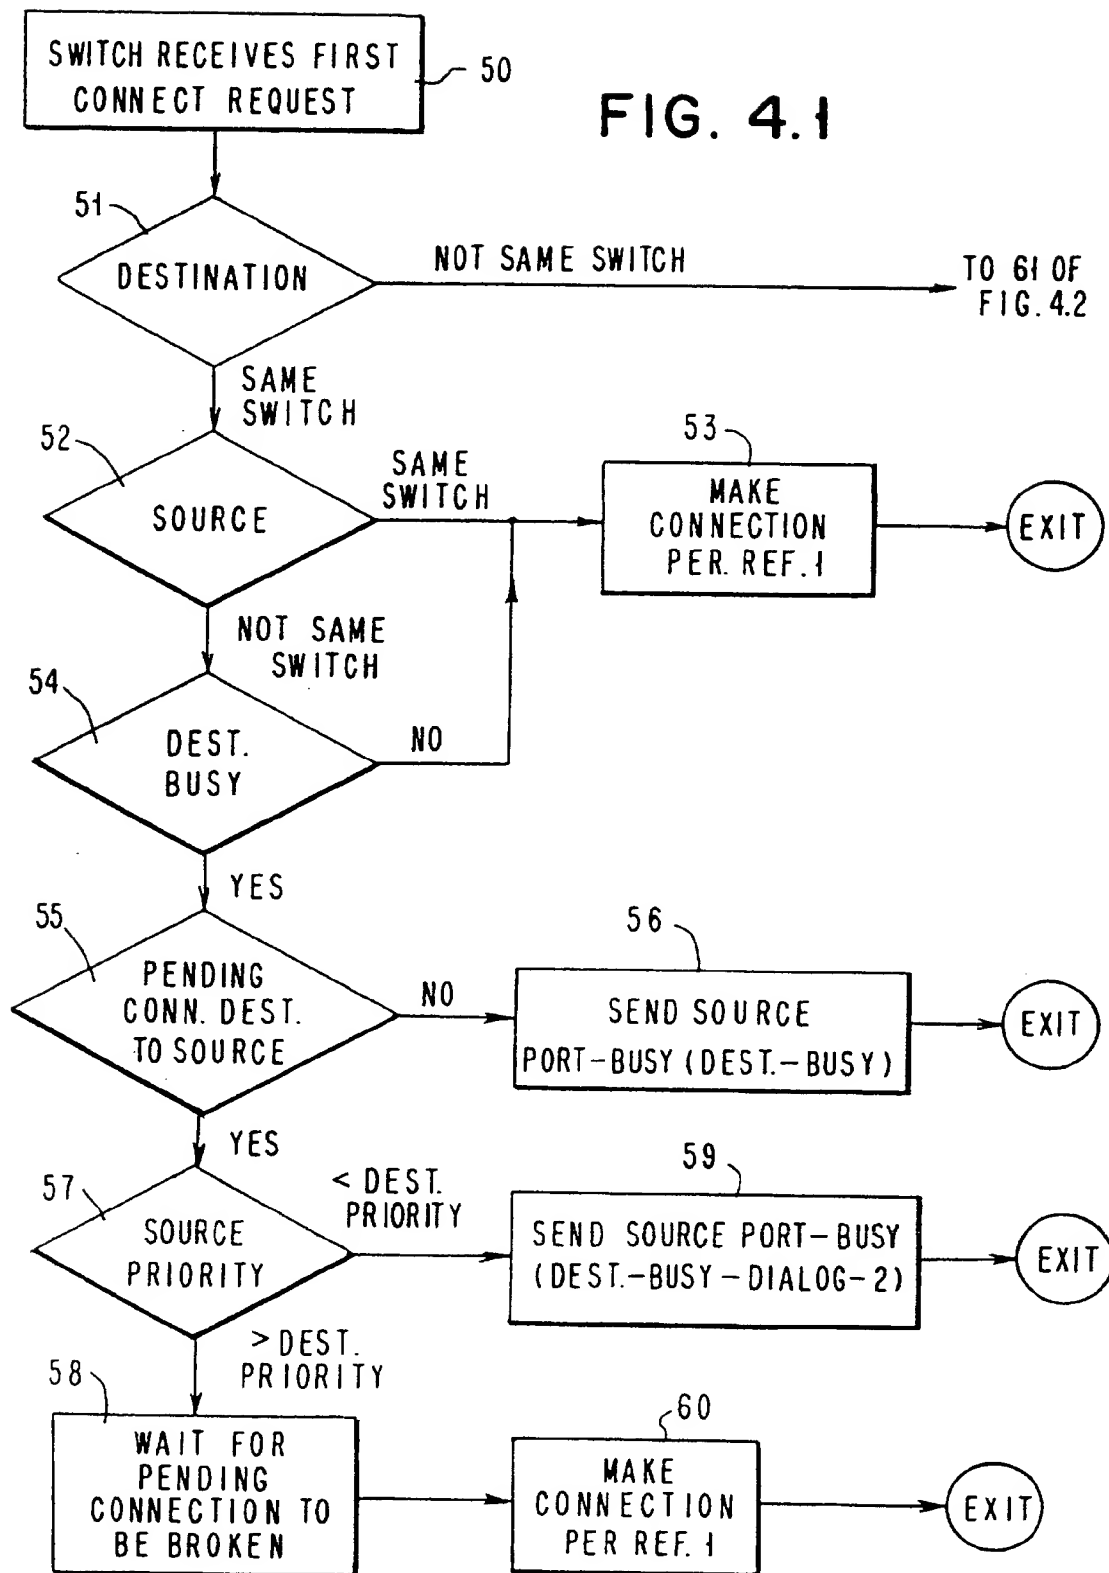 SWITCH RECEIVES FIRST
CONNECT REQUEST
50
FIG. 4.1
51
DESTINATION
NOT SAME SWITCH
TO 61 OF
FIG. 4.2
SAME
SWITCH
52
SOURCE
SAME
SWITCH
53
MAKE
CONNECTION
PER. REF. 1
EXIT
NOT SAME
SWITCH
54
DEST.
BUSY
NO
YES
55
PENDING
CONN. DEST.
TO SOURCE
NO
56
SEND SOURCE
PORT-BUSY (DEST.-BUSY)
EXIT
YES
57
SOURCE
PRIORITY
< DEST.
PRIORITY
59
SEND SOURCE PORT-BUSY
(DEST.-BUSY-DIALOG-2)
EXIT
> DEST.
PRIORITY
58
WAIT FOR
PENDING
CONNECTION TO
BE BROKEN
60
MAKE
CONNECTION
PER REF. 1
EXIT